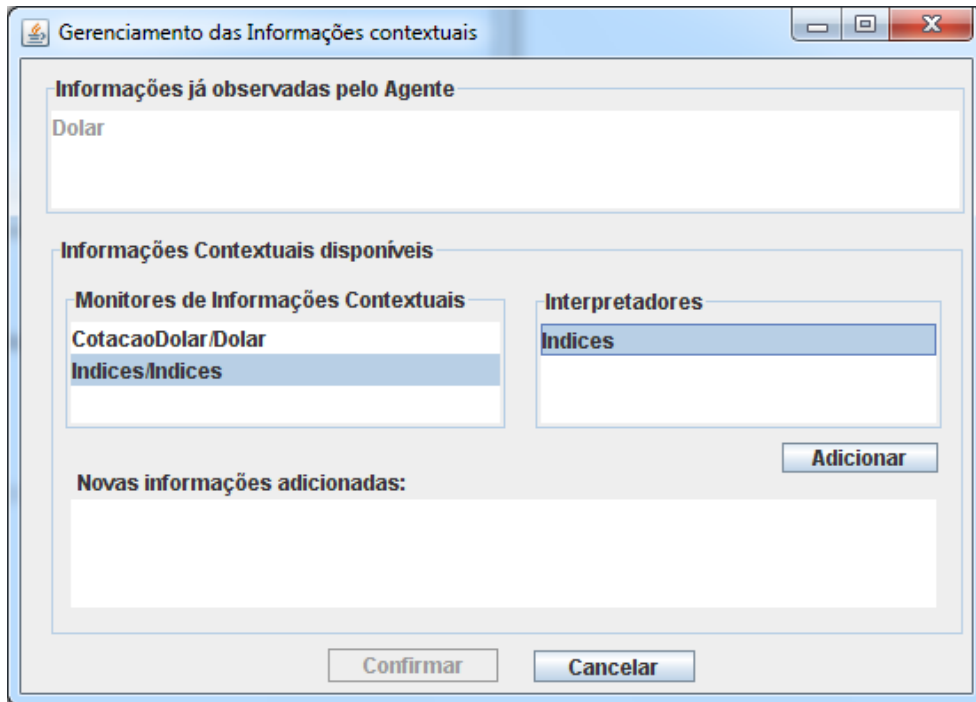 Gerenciamento das Informações contextuais
Informações já observadas pelo Agente
Dolar
Informações Contextuais disponíveis
Monitores de Informações Contextuais
CotacaoDolar/Dolar
Indices/Indices
Interpretadores
Indices
Adicionar
Novas informações adicionadas:
Confirmar
Cancelar